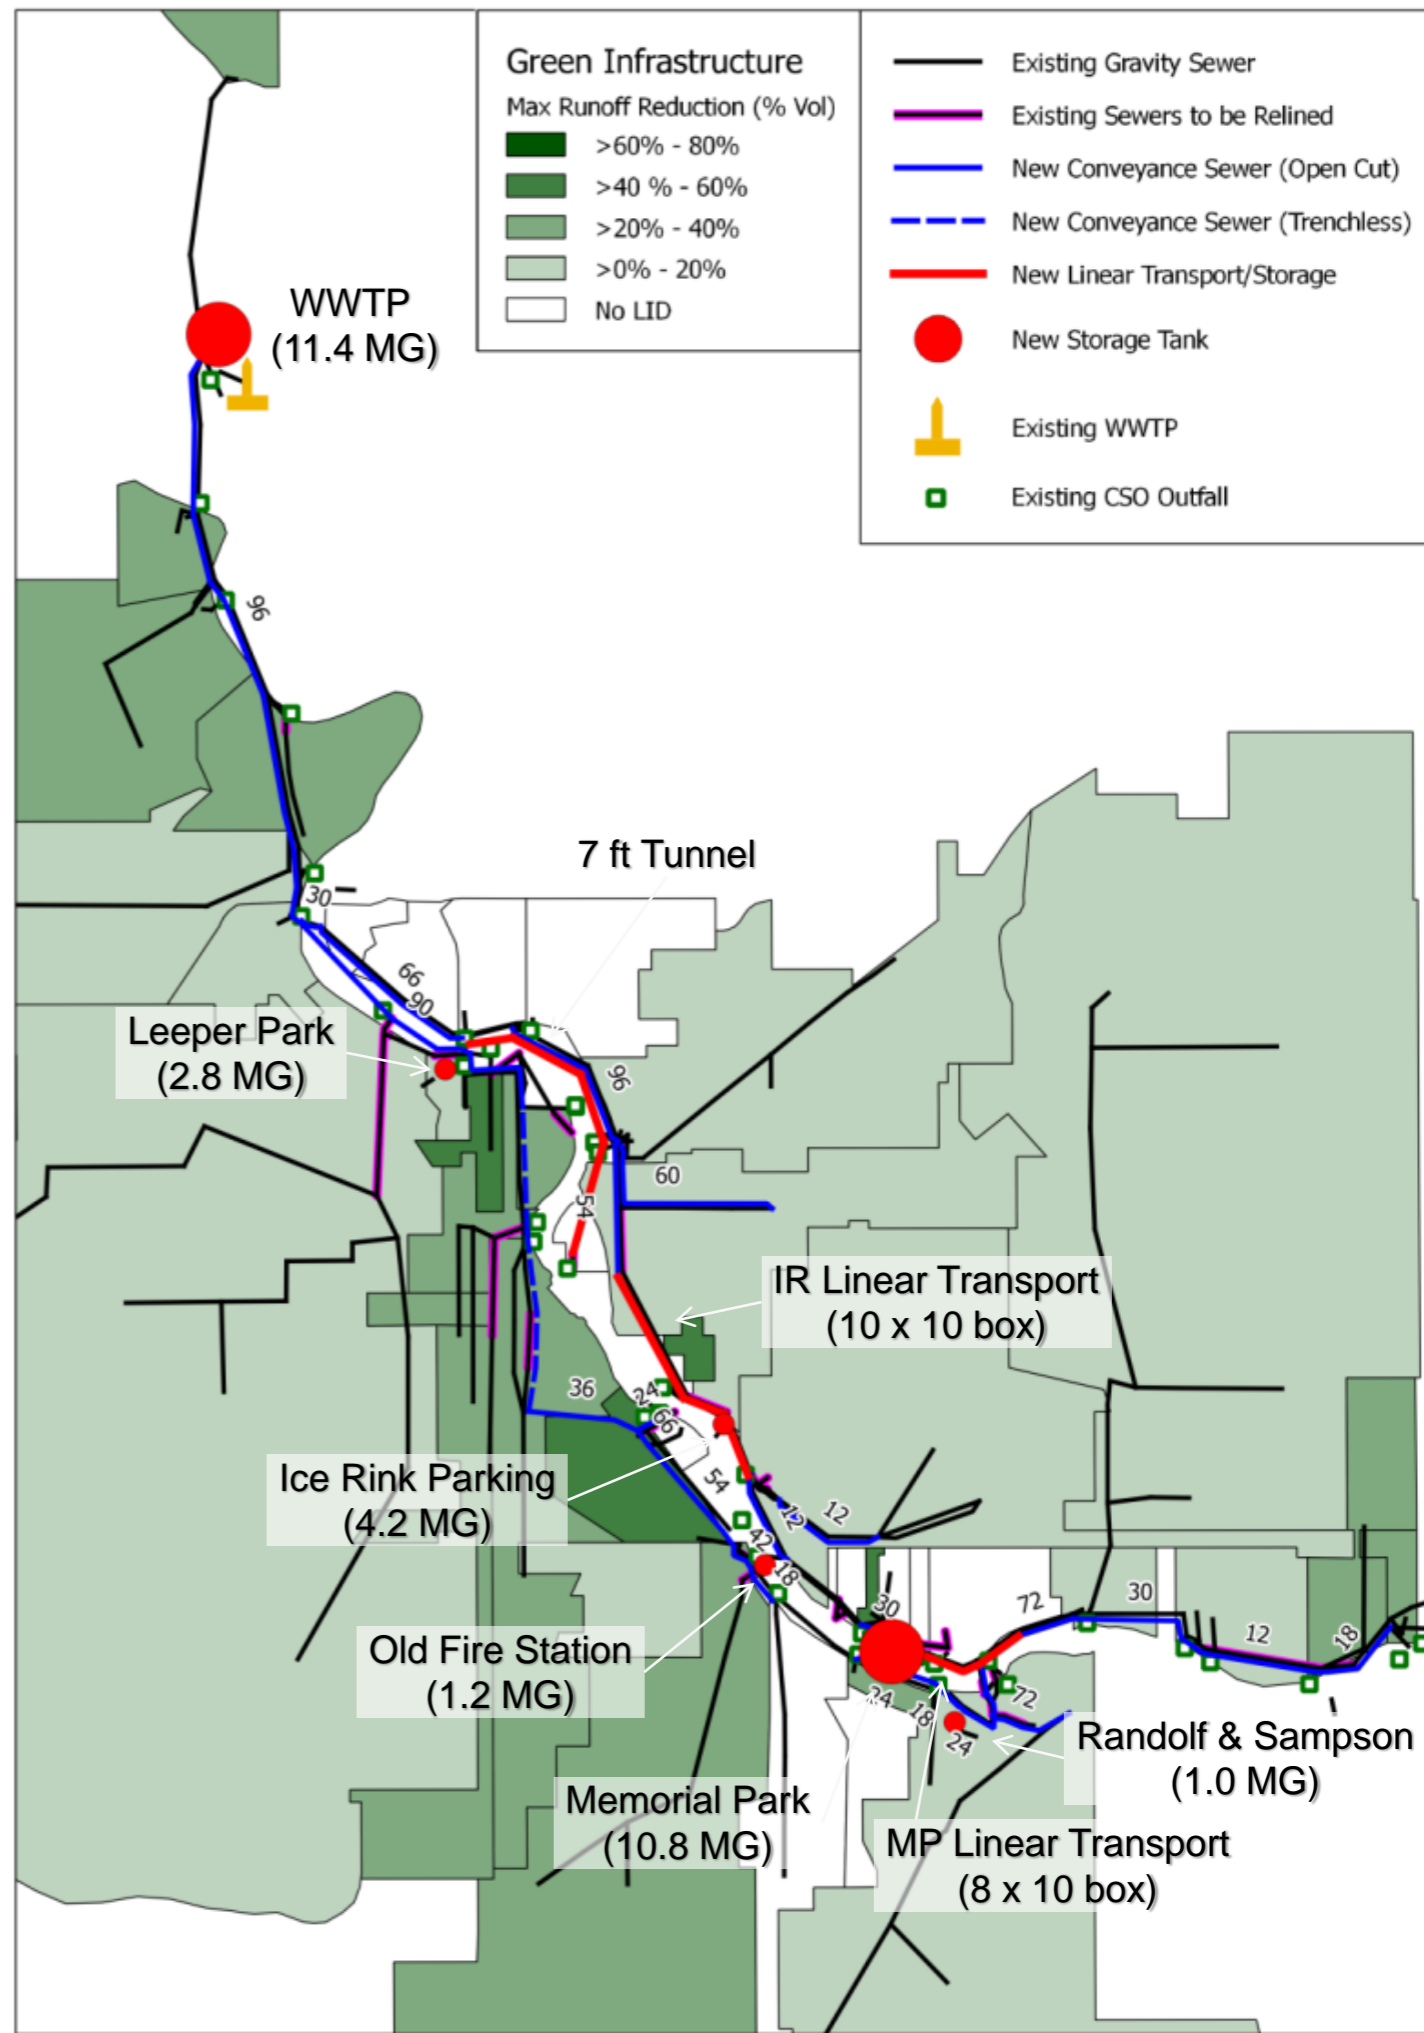 Green Infrastructure
Max Runoff Reduction (% Vol)
>60% - 80%
>40 % - 60%
>20% - 40%
>0% - 20%
No LID
Existing Gravity Sewer
Existing Sewers to be Relined
New Conveyance Sewer (Open Cut)
New Conveyance Sewer (Trenchless)
New Linear Transport/Storage
New Storage Tank
Existing WWTP
Existing CSO Outfall
WWTP
(11.4 MG)
96
7 ft Tunnel
30
66
90
Leeper Park
(2.8 MG)
96
60
54
IR Linear Transport
(10 x 10 box)
36
24
66
Ice Rink Parking
(4.2 MG)
54
12
12
42
18
30
72
30
12
18
Old Fire Station
(1.2 MG)
24
18
72
24
Randolf & Sampson
(1.0 MG)
Memorial Park
(10.8 MG)
MP Linear Transport
(8 x 10 box)